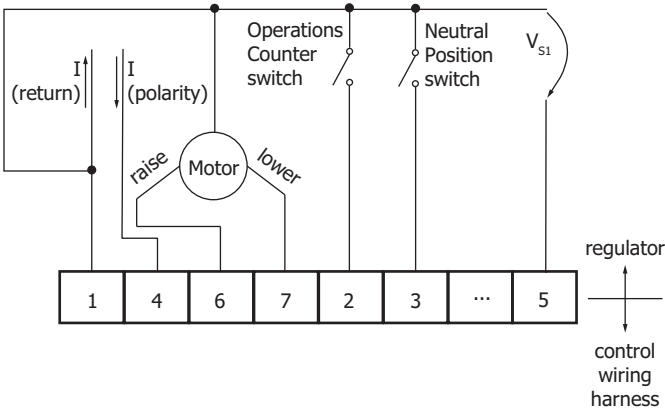 Operations
Counter
switch
Neutral
Position
switch
V_S1
I
(return)
I
(polarity)
raise
Motor
lower
1 4 6 7 2 3 ... 5
regulator
control
wiring
harness